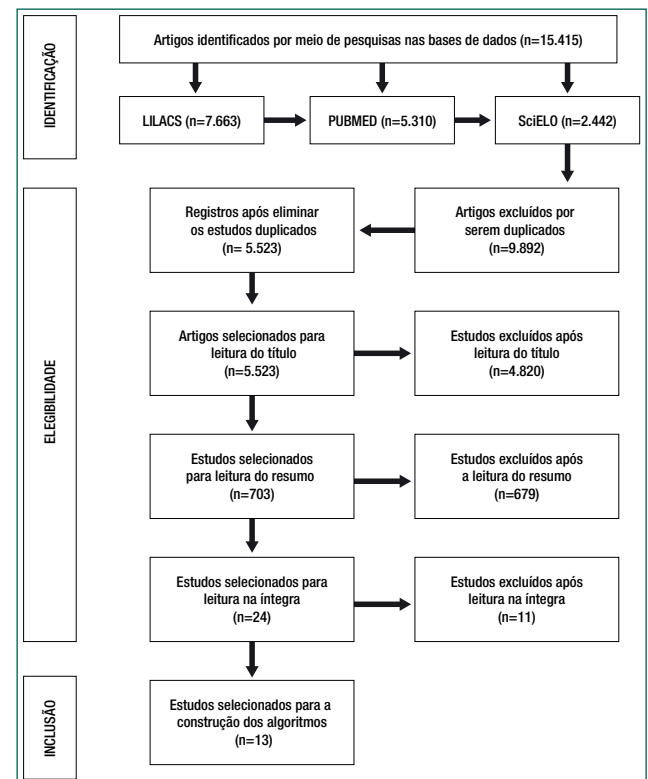 IDENTIFICAÇÃO
Artigos identificados por meio de pesquisas nas bases de dados (n=15.415)
LILACS (n=7.663)
PUBMED (n=5.310)
SciELO (n=2.442)
ELEGIBILIDADE
Registros após eliminar
os estudos duplicados
(n= 5.523)
Artigos excluídos por
serem duplicados
(n=9.892)
Artigos selecionados para
leitura do título
(n=5.523)
Estudos excluídos após
leitura do título
(n=4.820)
Estudos selecionados
para leitura do resumo
(n=703)
Estudos excluídos após
a leitura do resumo
(n=679)
Estudos selecionados para
leitura na íntegra
(n=24)
Estudos excluídos após
leitura na íntegra
(n=11)
INCLUSÃO
Estudos selecionados para a
construção dos algoritmos
(n=13)